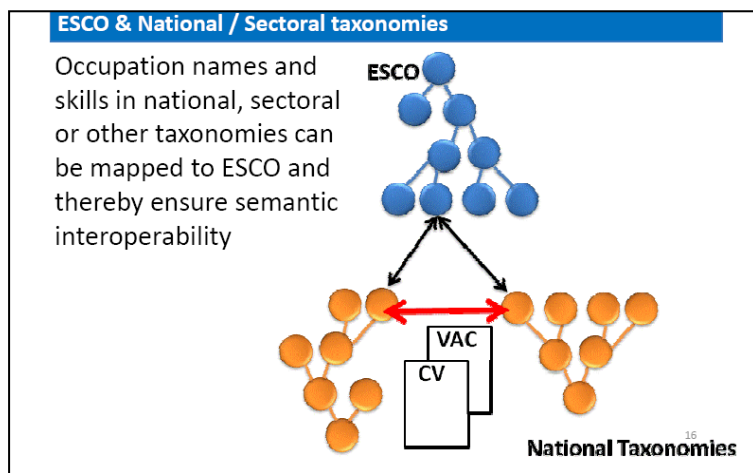 ESCO & National / Sectoral taxonomies
Occupation names and
skills in national, sectoral
or other taxonomies can
be mapped to ESCO and
thereby ensure semantic
interoperability
ESCO
VAC
CV
16
National Taxonomies